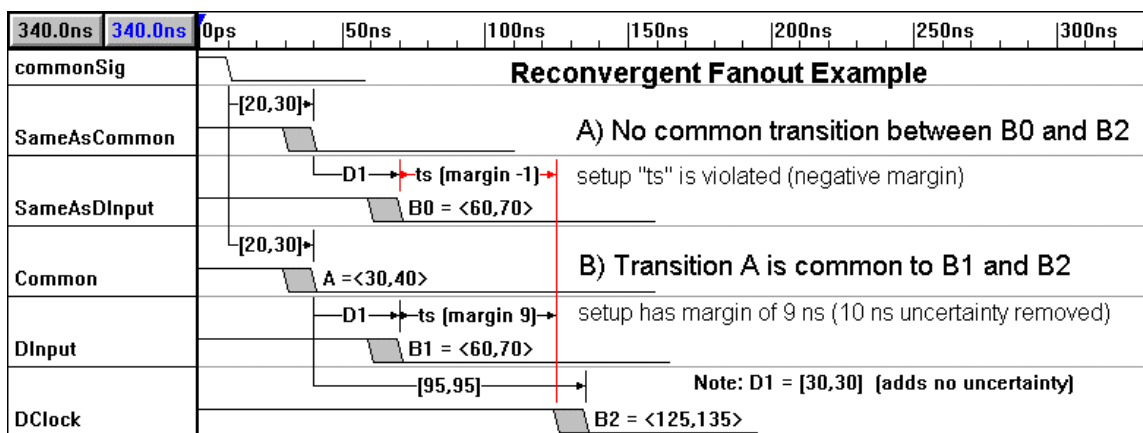 340.0ns 340.0ns 0ps 50ns 100ns 150ns 200ns 250ns 300ns
commonSig Reconvergent Fanout Example
[20,30]
SameAsCommon A) No common transition between B0 and B2
D1 ts (margin -1) setup "ts" is violated (negative margin)
SameAsDInput B0 = <60,70>
[20,30]
Common A =<30,40> B) Transition A is common to B1 and B2
D1 ts (margin 9) setup has margin of 9 ns (10 ns uncertainty removed)
DInput B1 = <60,70>
[95,95] Note: D1 = [30,30] (adds no uncertainty)
DClock B2 = <125,135>